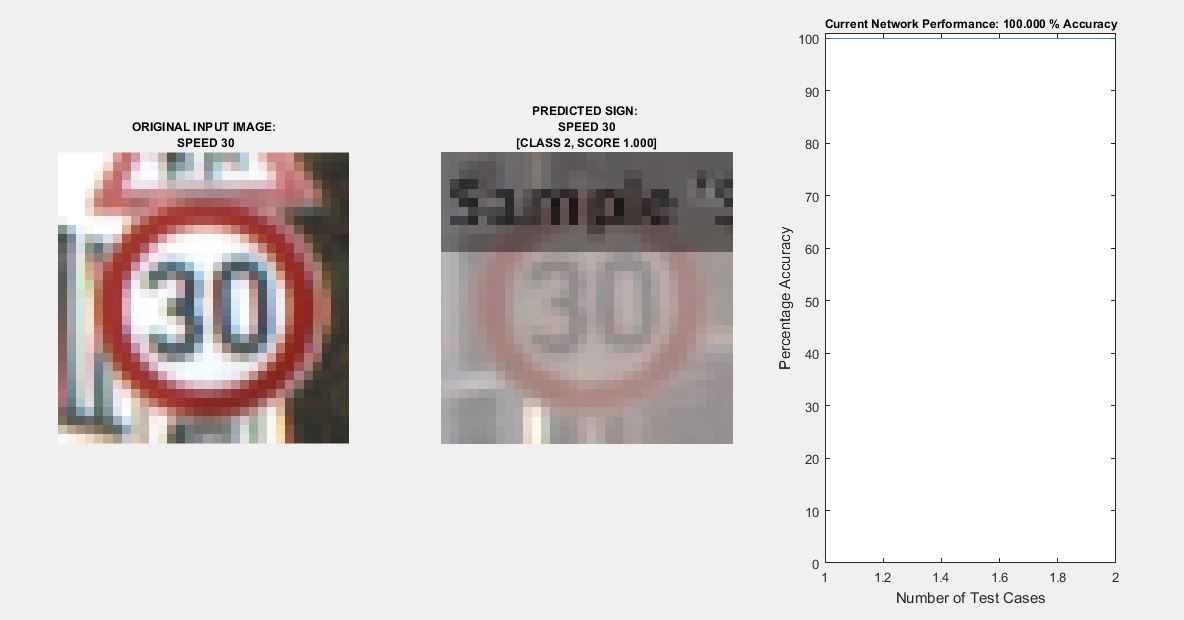 ORIGINAL INPUT IMAGE:
SPEED 30
30
PREDICTED SIGN:
SPEED 30
[CLASS 2, SCORE 1.000]
Sample
30
Current Network Performance: 100.000 % Accuracy
100
90
80
70
60
50
40
30
20
10
0
Percentage Accuracy
1 1.2 1.4 1.6 1.8 2
Number of Test Cases